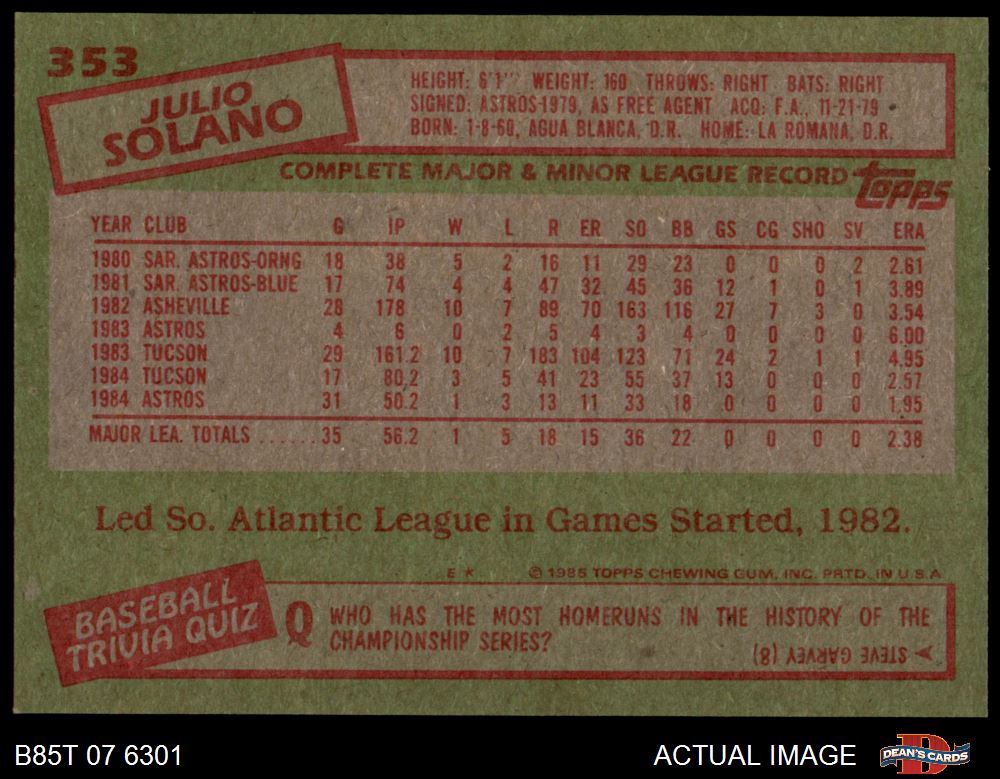 353
JULIO
SOLANO
HEIGHT: 6'1" WEIGHT: 160 THROWS: RIGHT BATS: RIGHT
SIGNED: ASTROS-1979, AS FREE AGENT ACQ: F.A., 11-21-79
BORN: 1-8-60, AGUA BLANCA, D.R. HOME: LA ROMANA, D.R.
COMPLETE MAJOR & MINOR LEAGUE RECORD topps
YEAR CLUB G IP W L R ER SO BB GS CG SHO SV ERA
1980 SAR. ASTROS-ORNG 18 38 5 2 16 11 29 23 0 0 0 2 2.61
1981 SAR. ASTROS-BLUE 17 74 4 4 47 32 45 36 12 1 0 1 3.89
1982 ASHEVILLE 28 178 10 7 89 70 163 116 27 7 3 0 3.54
1983 ASTROS 4 6 0 2 5 4 3 4 0 0 0 0 6.00
1983 TUCSON 29 161.2 10 7 183 104 123 71 24 2 1 1 4.95
1984 TUCSON 17 80.2 3 5 41 23 55 37 13 0 0 0 2.57
1984 ASTROS 31 50.2 1 3 13 11 33 18 0 0 0 0 1.95
MAJOR LEA. TOTALS ...... 35 56.2 1 5 18 15 36 22 0 0 0 0 2.38
Led So. Atlantic League in Games Started, 1982.
E * © 1985 TOPPS CHEWING GUM, INC. PRTD. IN U.S.A.
BASEBALL
TRIVIA QUIZ
Q WHO HAS THE MOST HOMERUNS IN THE HISTORY OF THE
CHAMPIONSHIP SERIES?
STEVE GARVEY (8)
B85T 07 6301
ACTUAL IMAGE
D
DEAN'S CARDS